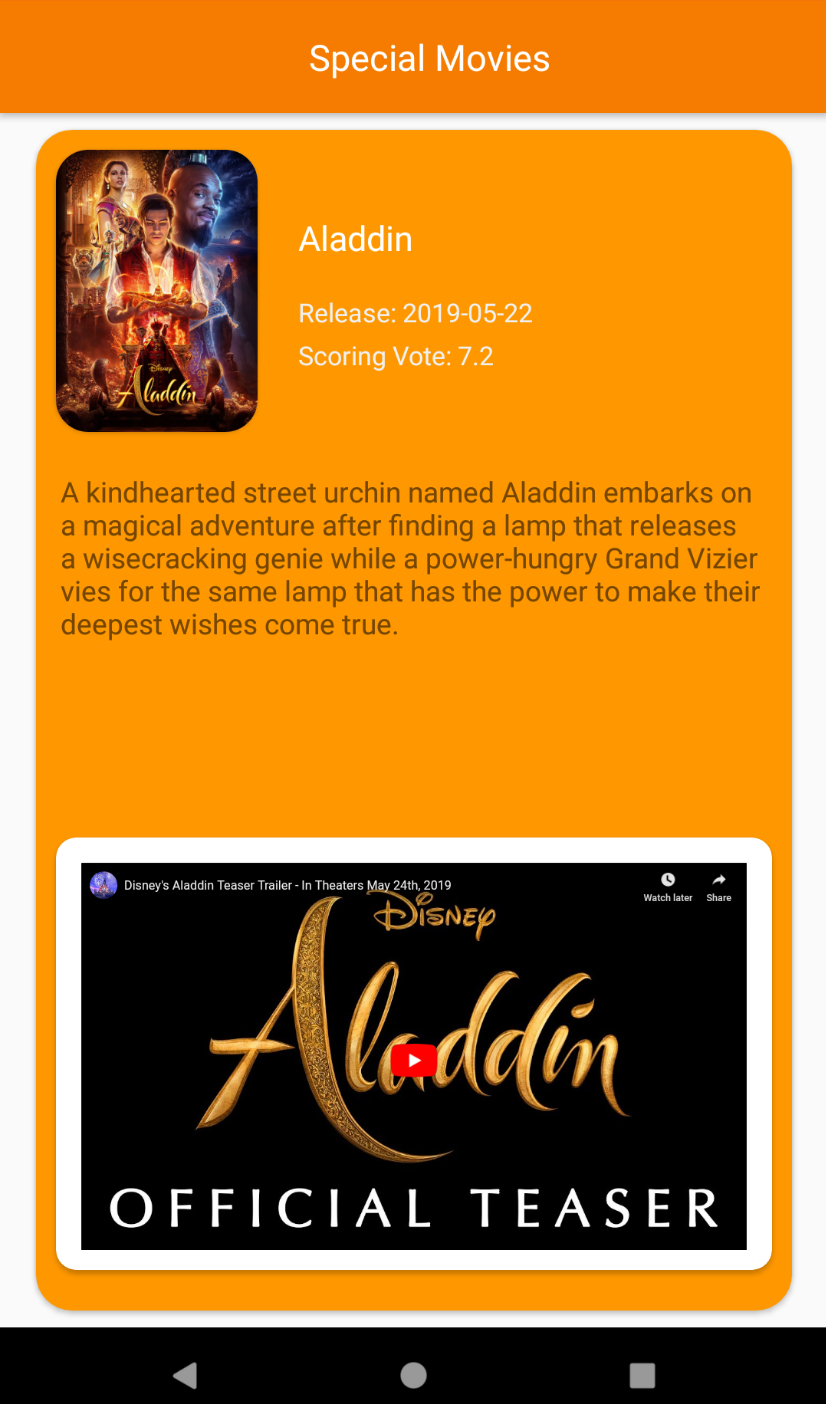 Special Movies
Disney
Aladdin
Aladdin
Release: 2019-05-22
Scoring Vote: 7.2
A kindhearted street urchin named Aladdin embarks on
a magical adventure after finding a lamp that releases
a wisecracking genie while a power-hungry Grand Vizier
vies for the same lamp that has the power to make their
deepest wishes come true.
Disney's Aladdin Teaser Trailer - In Theaters May 24th, 2019
Watch later
Share
Disney
Aladdin
OFFICIAL TEASER